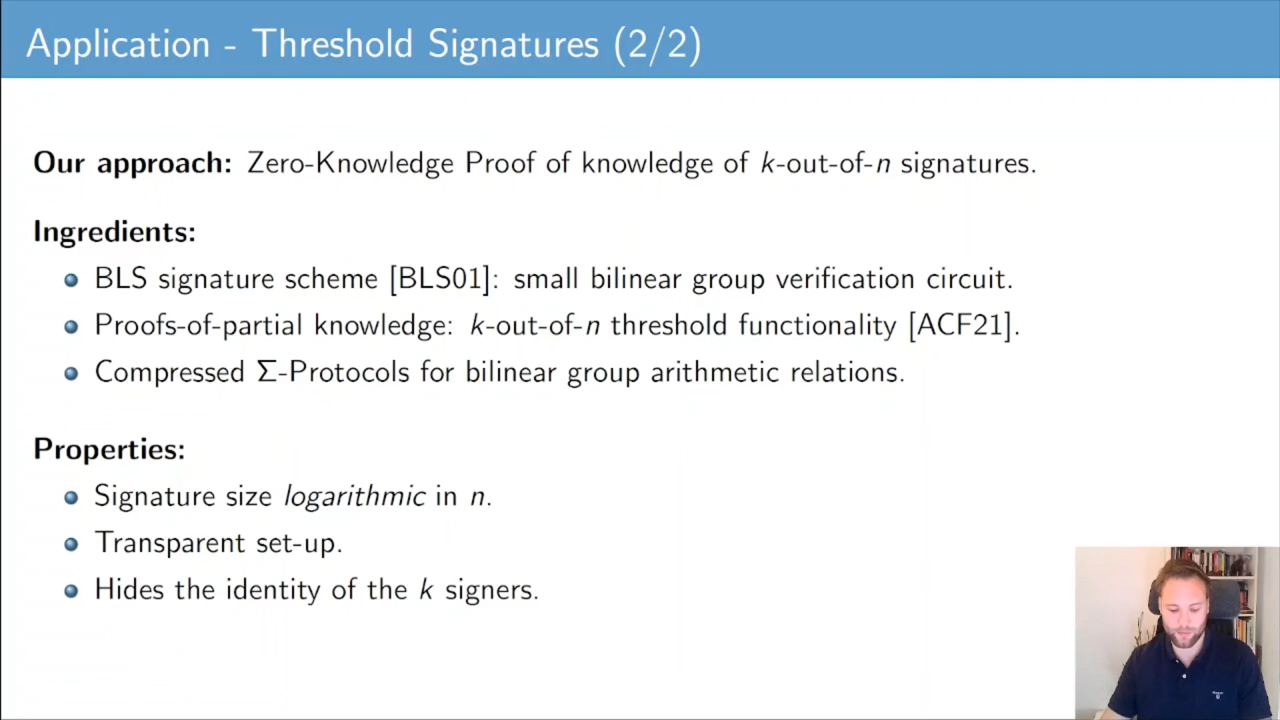 Application - Threshold Signatures (2/2)
Our approach: Zero-Knowledge Proof of knowledge of k-out-of-n signatures.
Ingredients:
BLS signature scheme [BLS01]: small bilinear group verification circuit.
Proofs-of-partial knowledge: k-out-of-n threshold functionality [ACF21].
Compressed Σ-Protocols for bilinear group arithmetic relations.
Properties:
Signature size logarithmic in n.
Transparent set-up.
Hides the identity of the k signers.